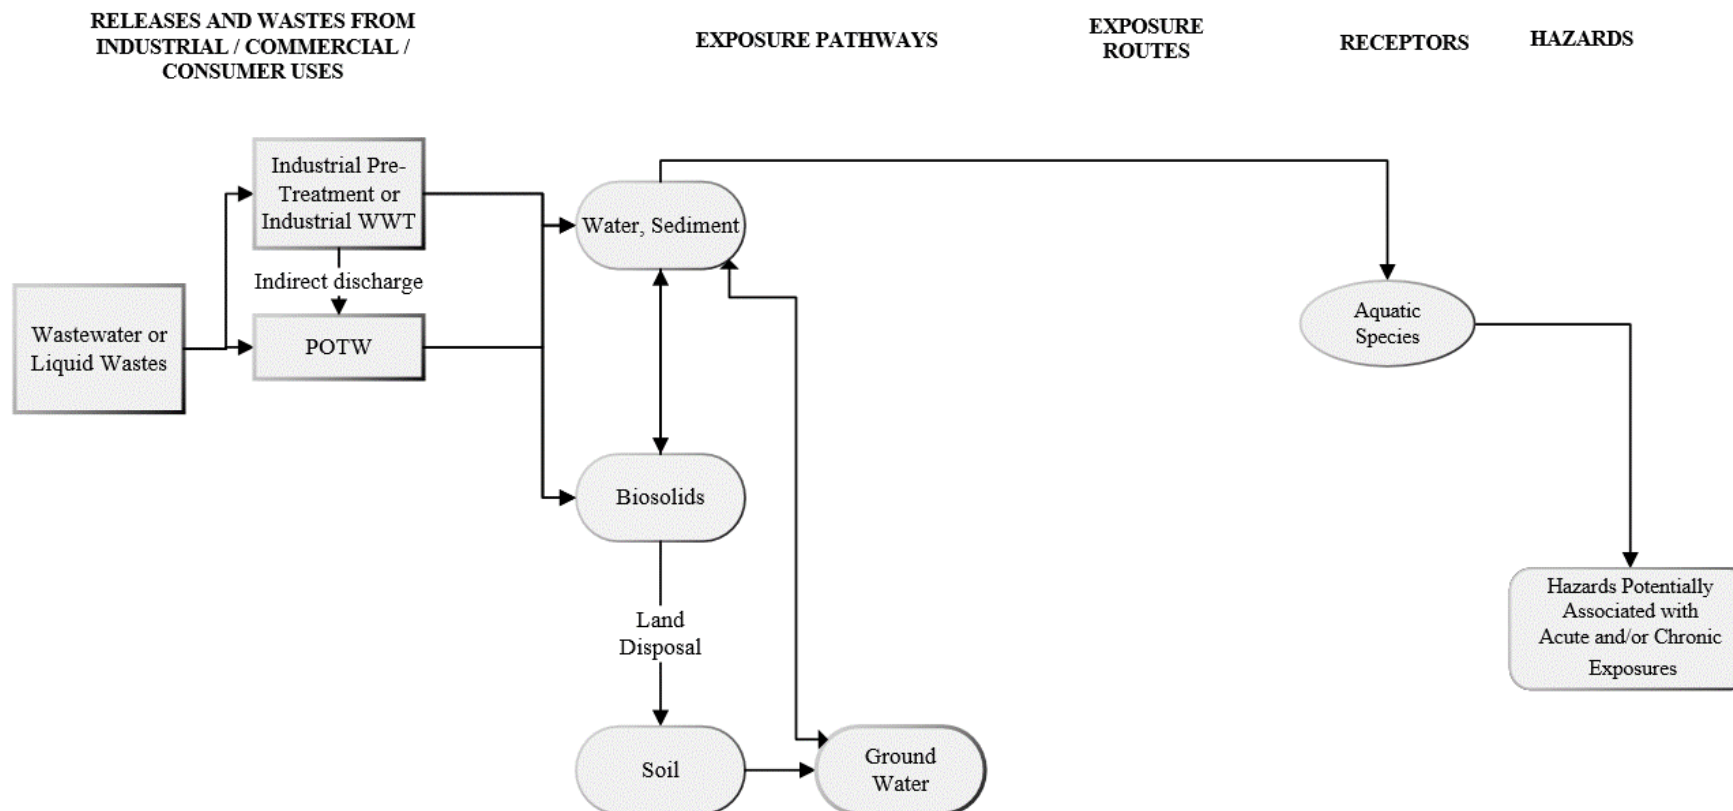 RELEASES AND WASTES FROM
INDUSTRIAL / COMMERCIAL /
CONSUMER USES
EXPOSURE PATHWAYS
EXPOSURE
ROUTES
RECEPTORS
HAZARDS
Industrial Pre-
Treatment or
Industrial WWT
Indirect discharge
Wastewater or
Liquid Wastes
POTW
Water, Sediment
Aquatic
Species
Biosolids
Land
Disposal
Hazards Potentially
Associated with
Acute and/or Chronic
Exposures
Soil
Ground
Water